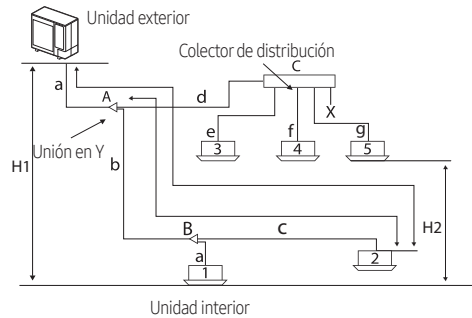 Unidad exterior
Colector de distribución
C
a
A
d
X
e
f
g
3
4
5
Unión en Y
H1
b
H2
B
c
a
1
2
Unidad interior